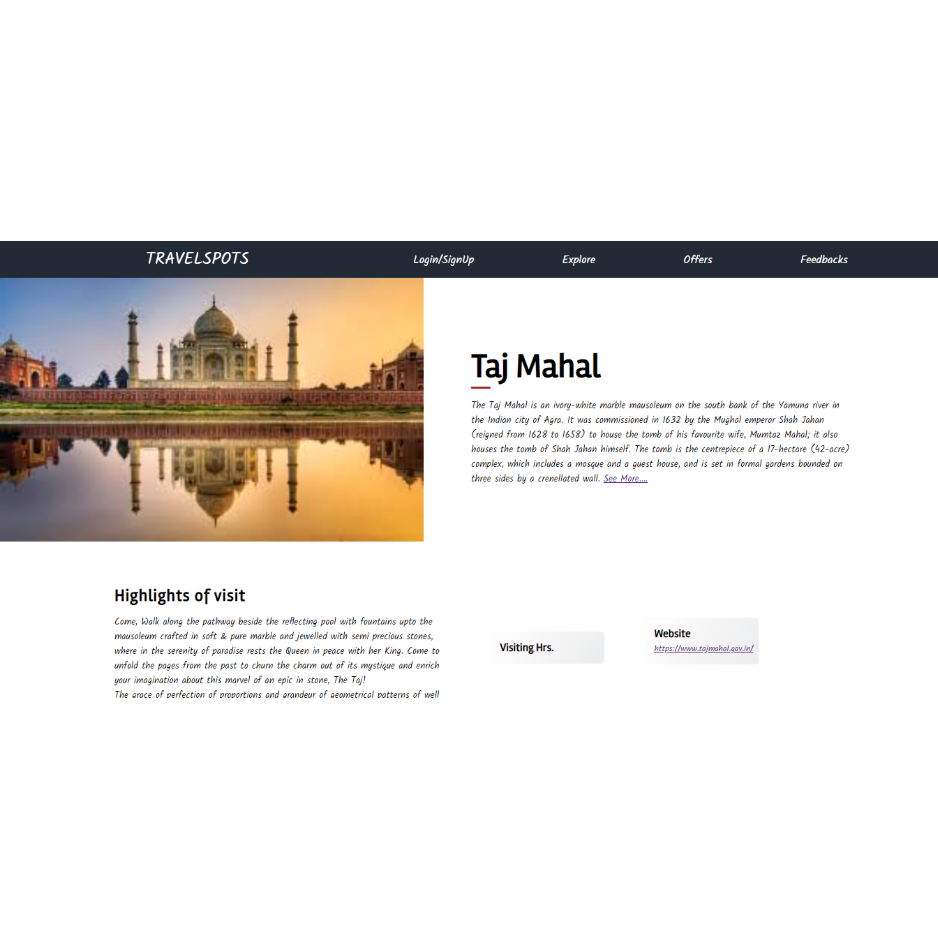 TRAVELSPOTS Login/SignUp Explore Offers Feedbacks
Taj Mahal
The Taj Mahal is an ivory-white marble mausoleum on the south bank of the Yamuna river in
the Indian city of Agra. It was commissioned in 1632 by the Mughal emperor Shah Jahan
(reigned from 1628 to 1658) to house the tomb of his favourite wife, Mumtaz Mahal; it also
houses the tomb of Shah Jahan himself. The tomb is the centrepiece of a 17-hectare (42-acre)
complex, which includes a mosque and a guest house, and is set in formal gardens bounded on
three sides by a crenellated wall. See More....
Highlights of visit
Come, Walk along the pathway beside the reflecting pool with fountains upto the
mausoleum crafted in soft & pure marble and jewelled with semi precious stones,
where in the serenity of paradise rests the Queen in peace with her King. Come to
unfold the pages from the past to churn the charm out of its mystique and enrich
your imagination about this marvel of an epic in stone, The Taj!
The grace of perfection of proportions and grandeur of geometrical patterns of well
Visiting Hrs.
Website
https://www.tajmahal.gov.in/